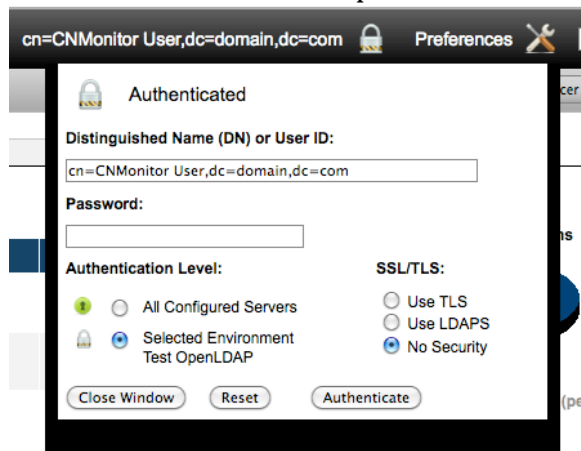 cn=CNMonitor User,dc=domain,dc=com Preferences
Authenticated
cer
Distinguished Name (DN) or User ID:
cn=CNMonitor User,dc=domain,dc=com
Password:
Authentication Level: SSL/TLS:
All Configured Servers Use TLS
Use LDAPS
Selected Environment No Security
Test OpenLDAP
Close Window Reset Authenticate